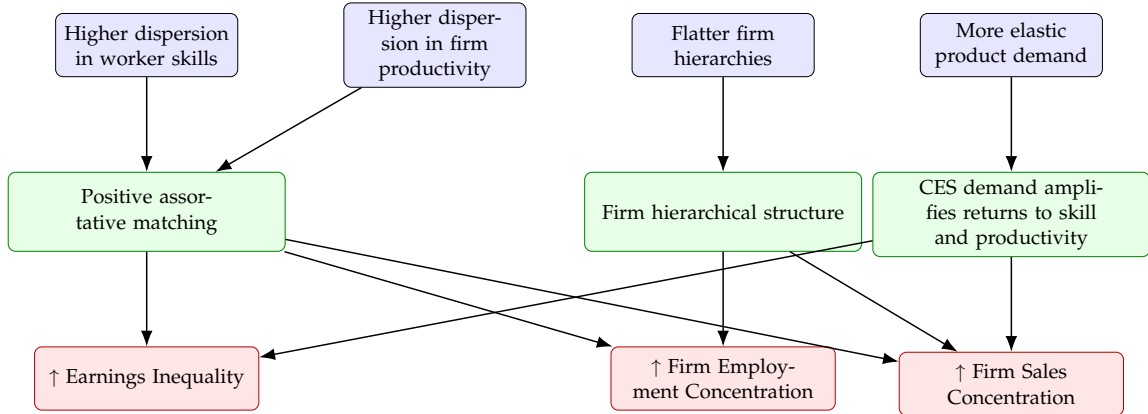 Higher dispersion
in worker skills
Higher disper-
sion in firm
productivity
Flatter firm
hierarchies
More elastic
product demand
Positive assor-
tative matching
Firm hierarchical structure
CES demand ampli-
fies returns to skill
and productivity
↑ Earnings Inequality
↑ Firm Employ-
ment Concentration
↑ Firm Sales
Concentration